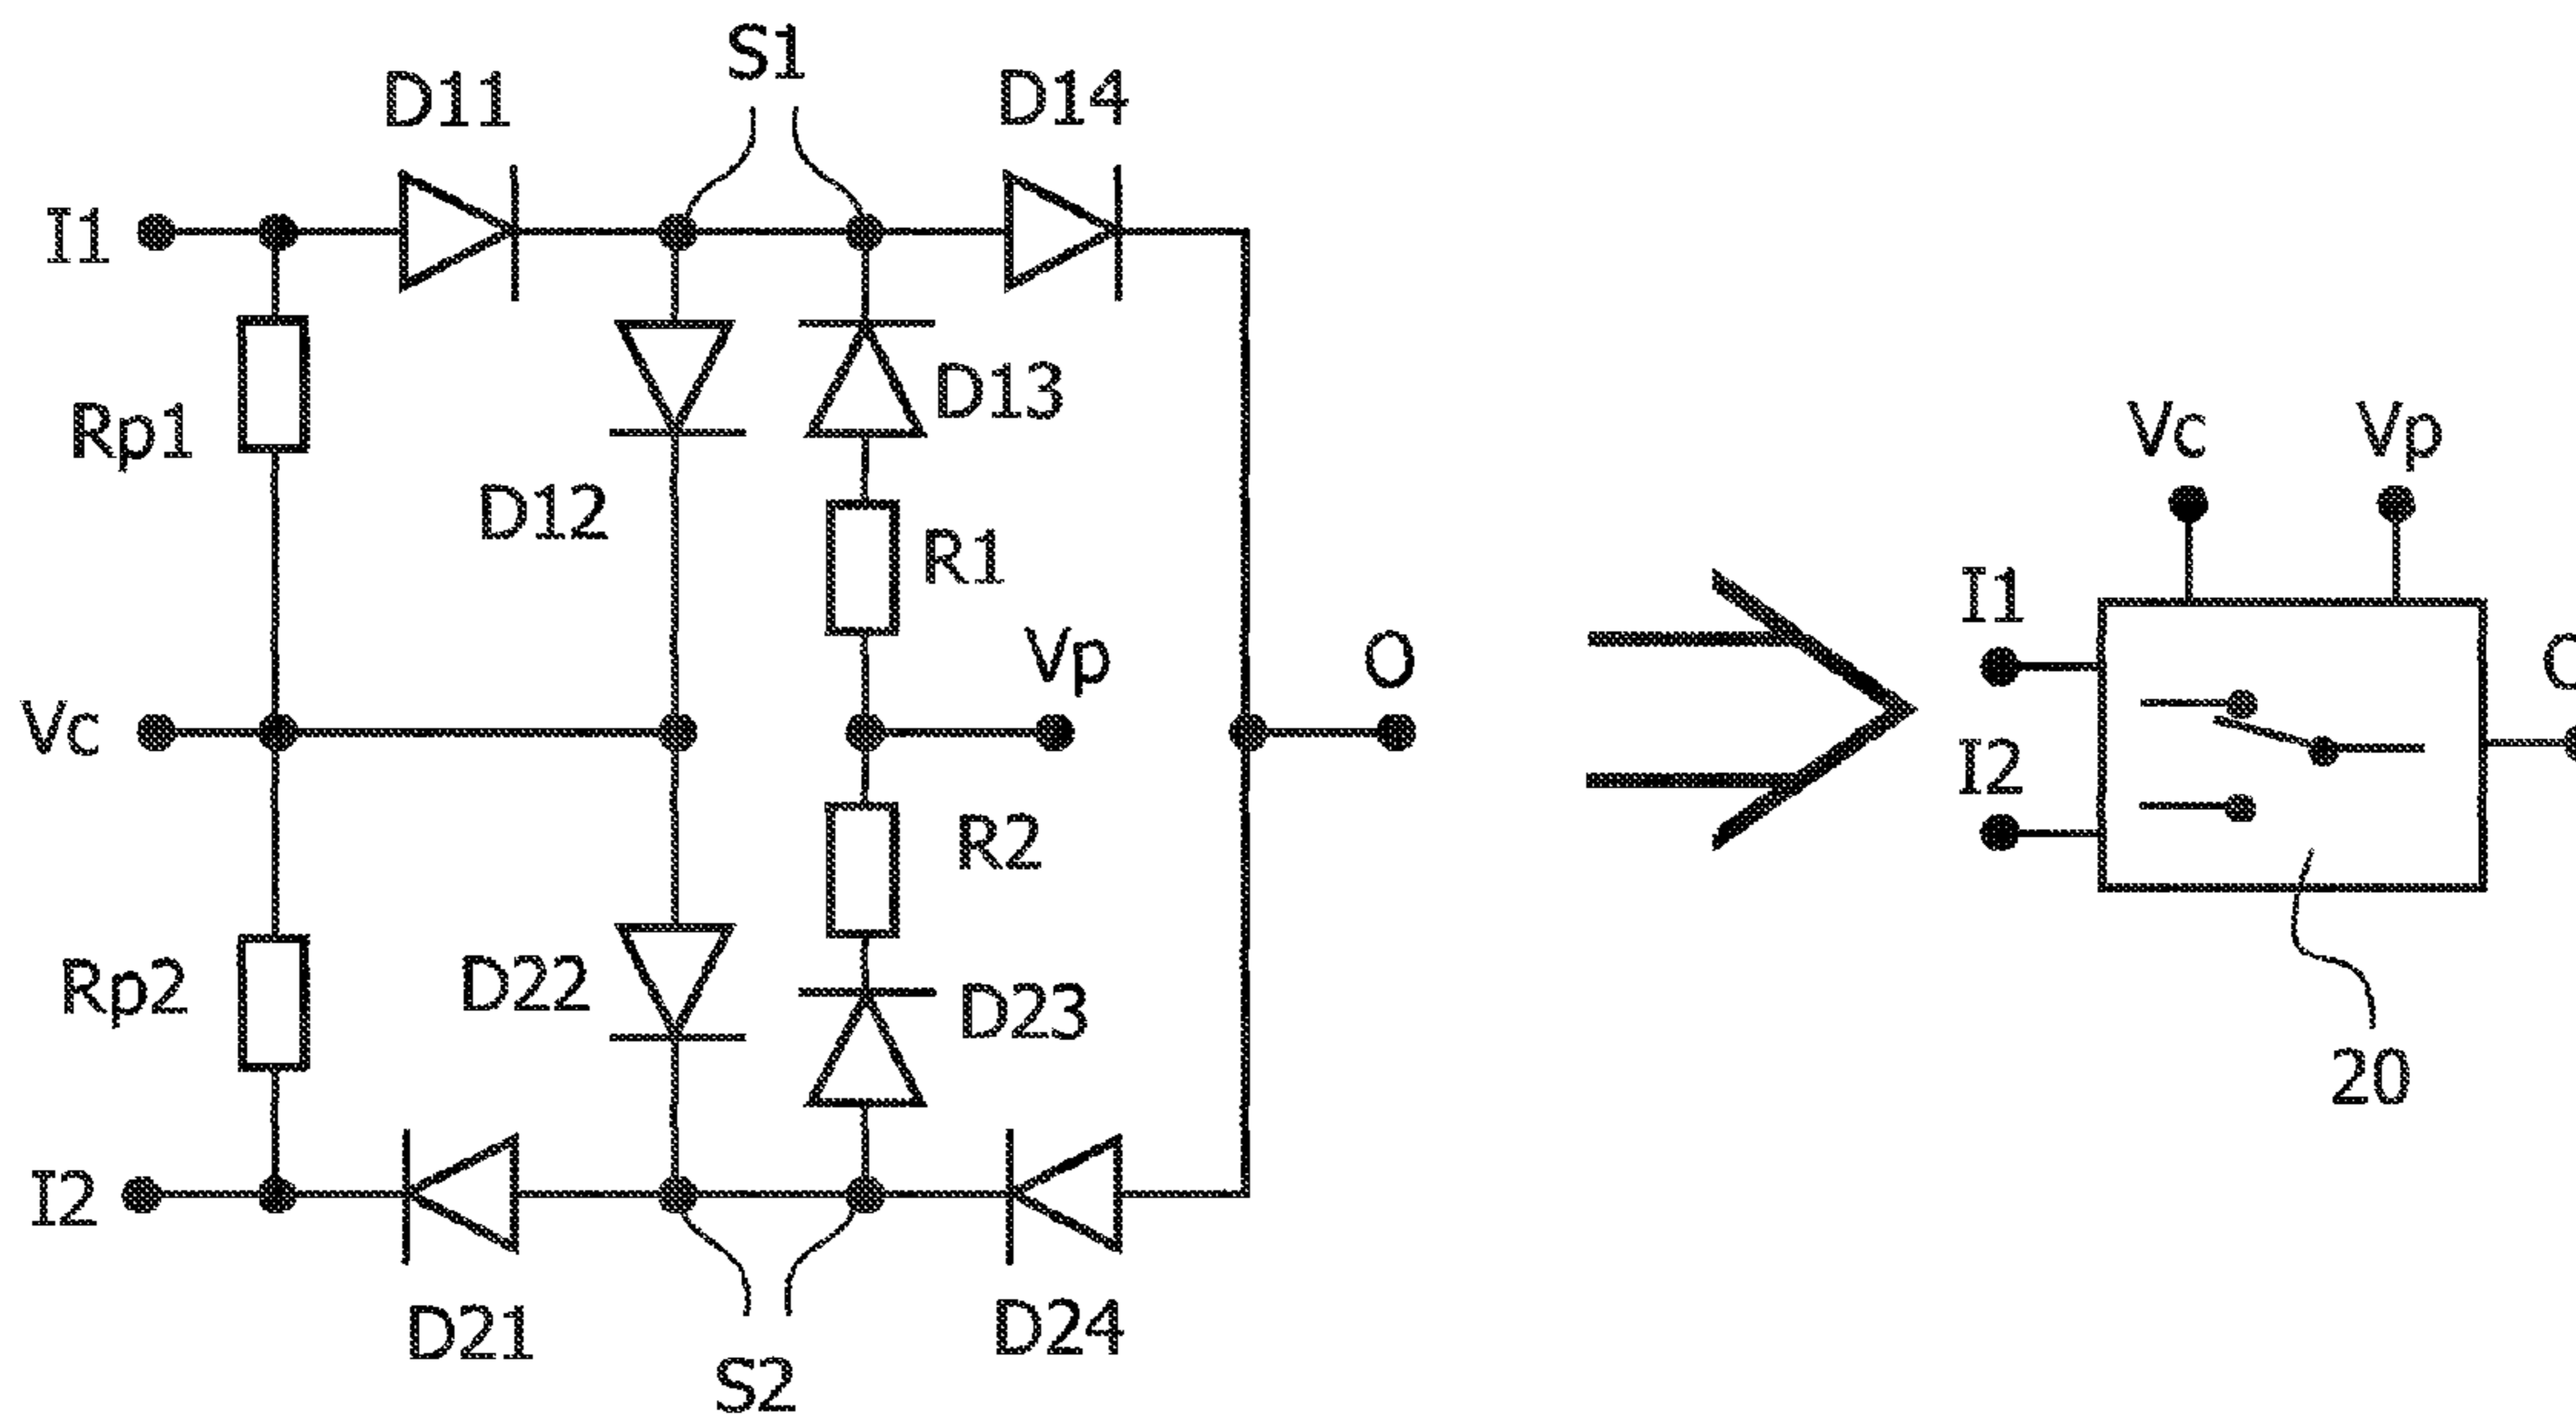 S1
D11
D14
I1
D13
Rp1
D12
R1
Vc
Vp
O
R2
Rp2
D22
D23
I2
D21
D24
S2
Vc
Vp
I1
O
I2
20